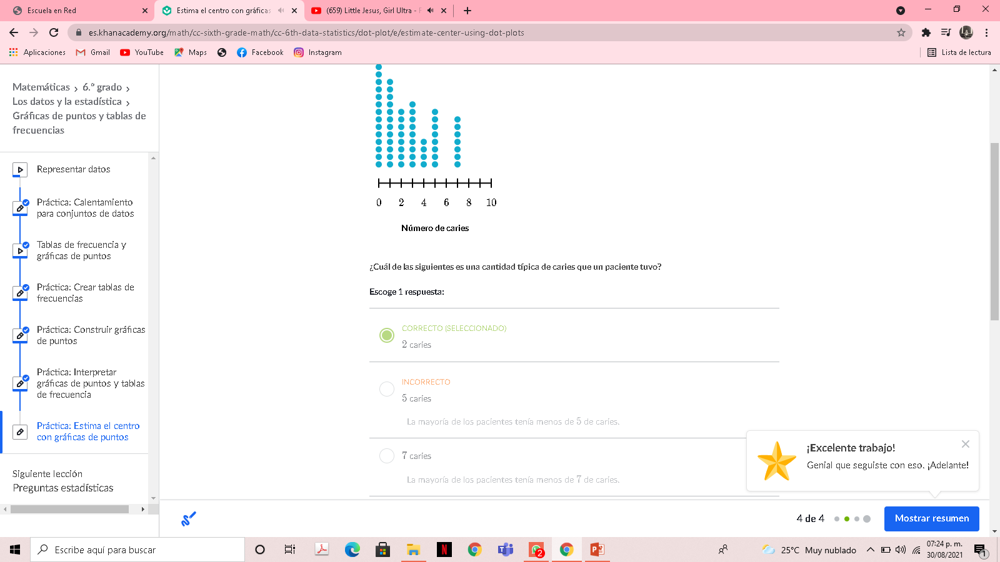 Escuela en Red
Estima el centro con gráficas
(659) Little Jesus, Girl Ultra - F
es.khanacademy.org/math/cc-sixth-grade-math/cc-6th-data-statistics/dot-plot/e/estimate-center-using-dot-plots
Aplicaciones
Gmail
YouTube
Maps
Facebook
Instagram
Lista de lectura
Matemáticas > 6.º grado >
Los datos y la estadística >
Gráficas de puntos y tablas de
frecuencias
Representar datos
Práctica: Calentamiento
para conjuntos de datos
Tablas de frecuencia y
gráficas de puntos
Práctica: Crear tablas de
frecuencias
Práctica: Construir gráficas
de puntos
Práctica: Interpretar
gráficas de puntos y tablas
de frecuencia
Práctica: Estima el centro
con gráficas de puntos
Siguiente lección
Preguntas estadísticas
0 2 4 6 8 10
Número de caries
¿Cuál de las siguientes es una cantidad típica de caries que un paciente tuvo?
Escoge 1 respuesta:
CORRECTO (SELECCIONADO)
2 caries
INCORRECTO
5 caries
La mayoría de los pacientes tenía menos de 5 de caries.
7 caries
La mayoría de los pacientes tenía menos de 7 de caries.
¡Excelente trabajo!
Genial que seguiste con eso. ¡Adelante!
4 de 4
Mostrar resumen
Escribe aquí para buscar
N
2
25°C Muy nublado
07:24 p. m.
30/08/2021
1